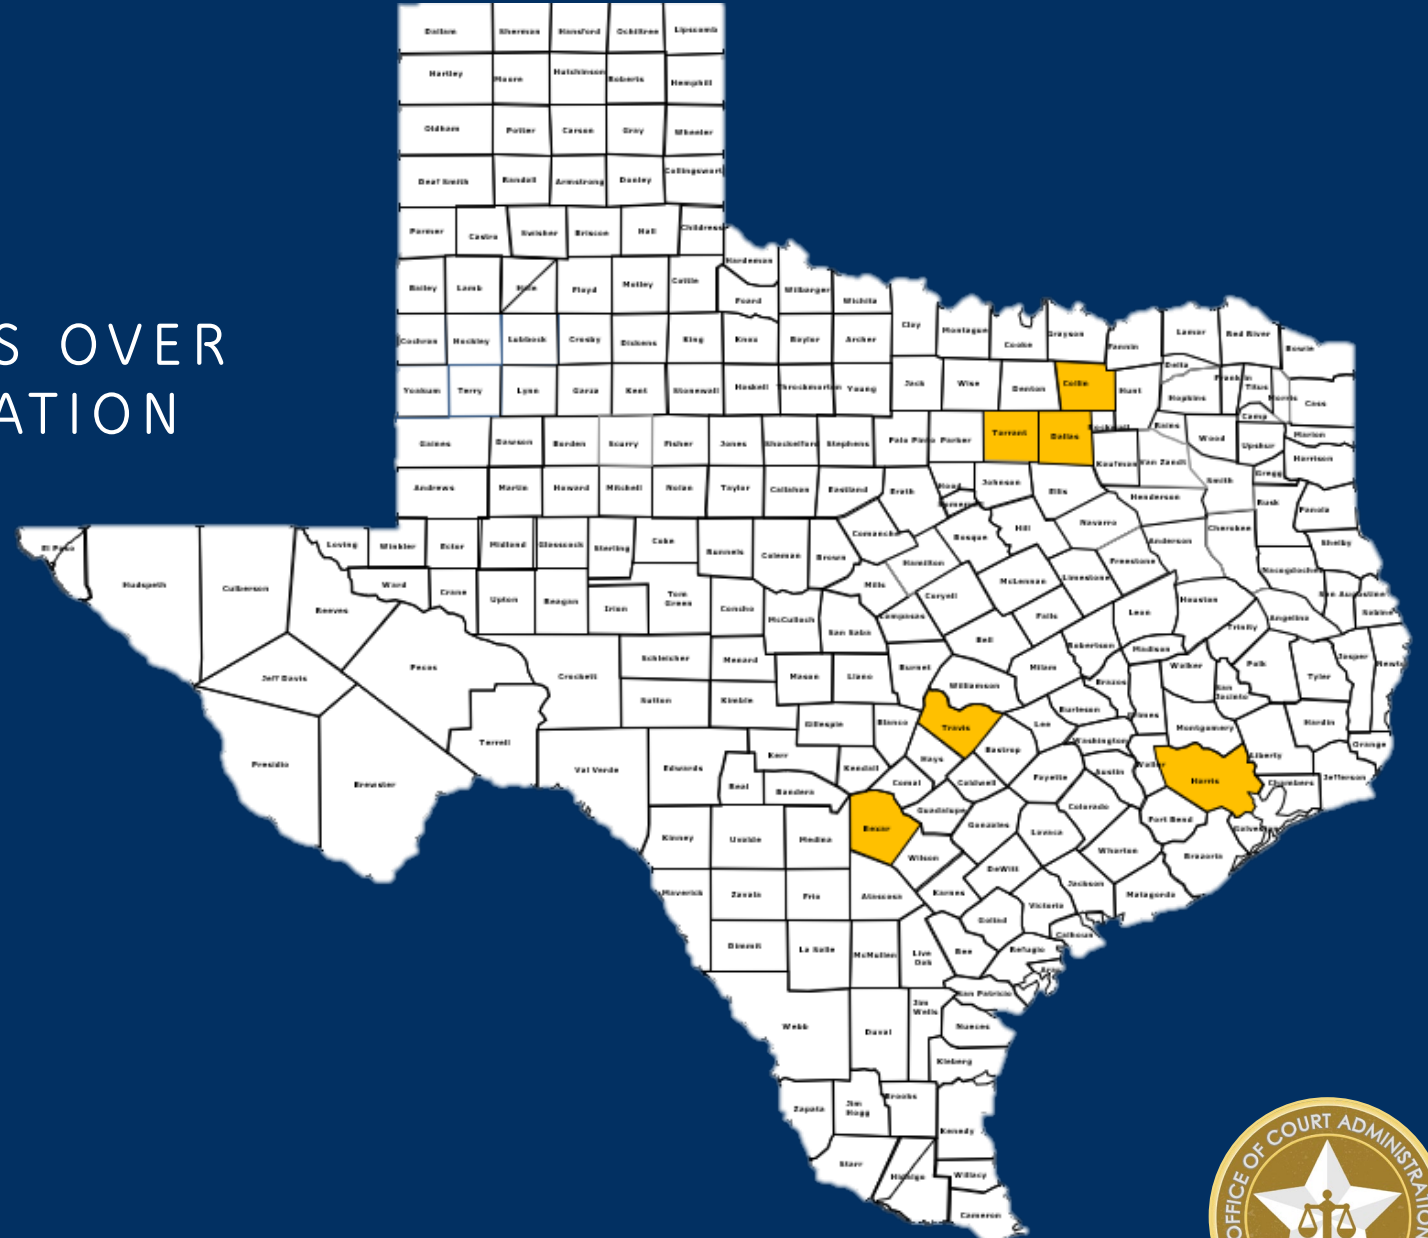 S OVER
ATION
Dallam Sherman Hansford Ochiltree Lipscomb
Hartley Moore Hutchinson Roberts Hemphill
Oldham Potter Carson Gray Wheeler
Deaf Smith Randall Armstrong Donley Collingswort
Parmer Castro Swisher Briscoe Hall Childress
Hardeman
Bailey Lamb Hale Floyd Motley Cottle Foard Wilbarger Wichita
Cochran Hockley Lubbock Crosby Dickens King Knox Baylor Archer Clay Montague Cooke Grayson Fannin Lamar Red River Bowie
Yoakum Terry Lynn Garza Kent Stonewall Haskell Throckmorton Young Jack Wise Denton Collin Hunt Delta Hopkins Franklin Titus Morris Cass
Camp
Gaines Dawson Borden Scurry Fisher Jones Shackelford Stephens Palo Pinto Parker Tarrant Dallas Rockwall Rains Wood Upshur Marion
Kaufman Van Zandt Gregg Harrison
Andrews Martin Howard Mitchell Nolan Taylor Callahan Eastland Erath Hood Johnson Ellis Henderson Smith Rusk Panola
Somervell
El Paso Loving Winkler Ector Midland Glasscock Sterling Coke Runnels Coleman Brown Comanche Bosque Hill Navarro Anderson Cherokee Shelby
Hudspeth Culberson Reeves Ward Crane Upton Reagan Irion Tom Green Concho McCulloch Mills Hamilton McLennan Limestone Freestone Nacogdoches
San Saba Lampasas Coryell Falls Leon Houston San Augustine Sabine
Angelina Trinity
Jeff Davis Pecos Crockett Schleicher Menard Mason Llano Burnet Bell Milam Robertson Madison Walker Polk Tyler Jasper Newto
Sutton Kimble Williamson Brazos San Jacinto
Presidio Brewster Terrell Val Verde Edwards Gillespie Blanco Travis Lee Burleson Grimes Montgomery Hardin
Kerr Kendall Hays Bastrop Washington Waller Liberty Orange
Real Bandera Comal Caldwell Fayette Austin Harris Chambers Jefferson
Kinney Uvalde Medina Bexar Guadalupe Gonzales Lavaca Colorado Fort Bend Galveston
Wilson DeWitt Wharton Brazoria
Maverick Zavala Frio Atascosa Karnes Victoria Jackson Matagorda
Dimmit La Salle McMullen Live Oak Bee Goliad Refugio Calhoun
Aran
Webb Duval Jim Wells San Patricio
Nueces
Kleberg
Zapata Jim Hogg Brooks
Kenedy
Starr Hidalgo Willacy
Cameron
OFFICE OF COURT ADMINISTRATION